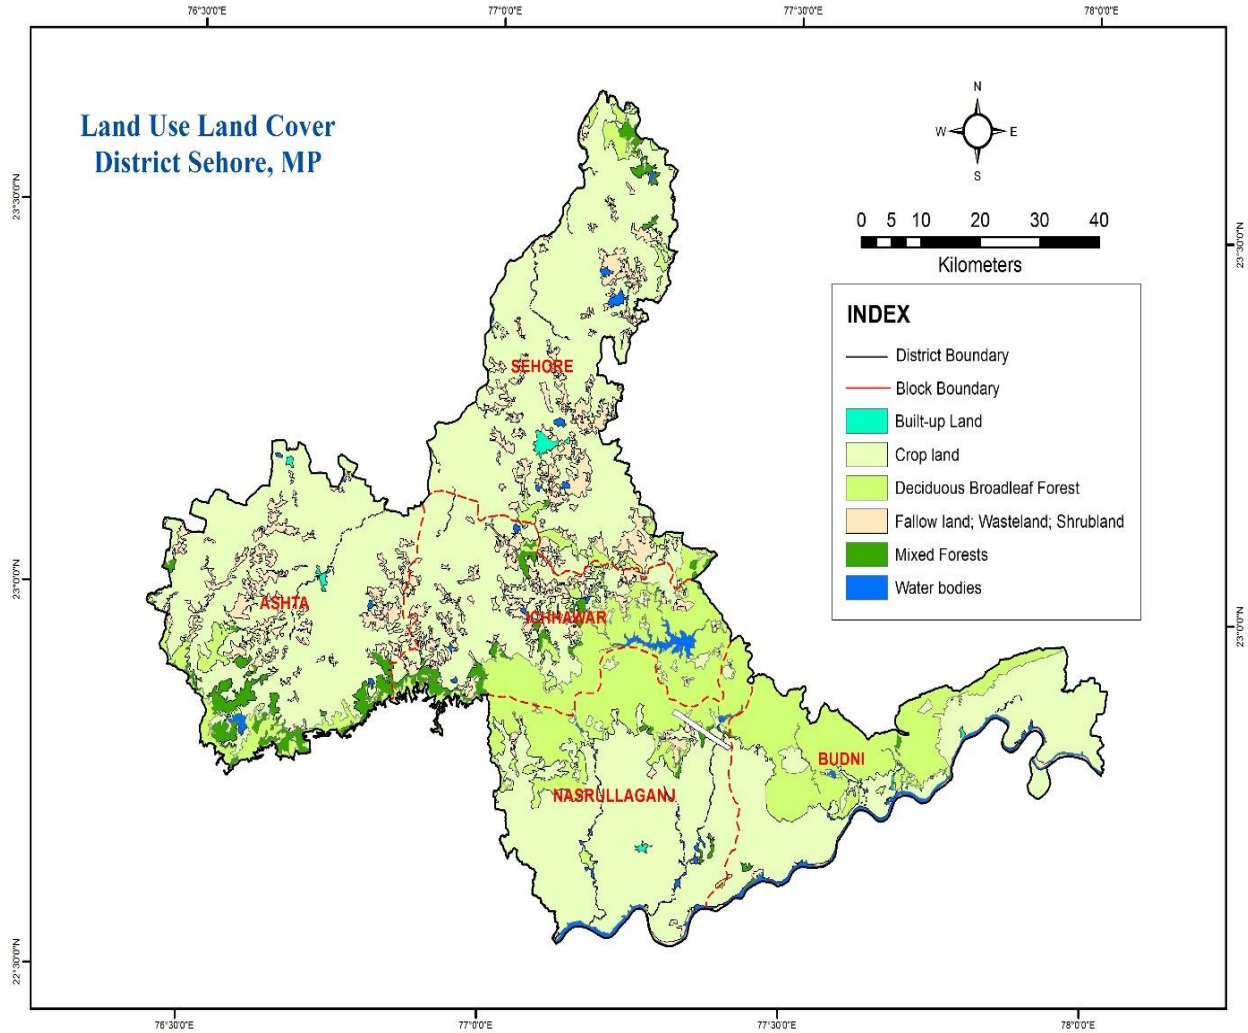 76°30'0"E 77°0'0"E 77°30'0"E 78°0'0"E
Land Use Land Cover
District Sehore, MP
N
W E
S
23°30'0"N
23°30'0"N
0 5 10 20 30 40
Kilometers
INDEX
District Boundary
Block Boundary
Built-up Land
Crop land
Deciduous Broadleaf Forest
Fallow land; Wasteland; Shrubland
Mixed Forests
Water bodies
SEHORE
23°0'0"N
23°0'0"N
ASHTA
ICHHAWAR
BUDNI
NASRULLAGANJ
22°30'0"N
76°30'0"E 77°0'0"E 77°30'0"E 78°0'0"E